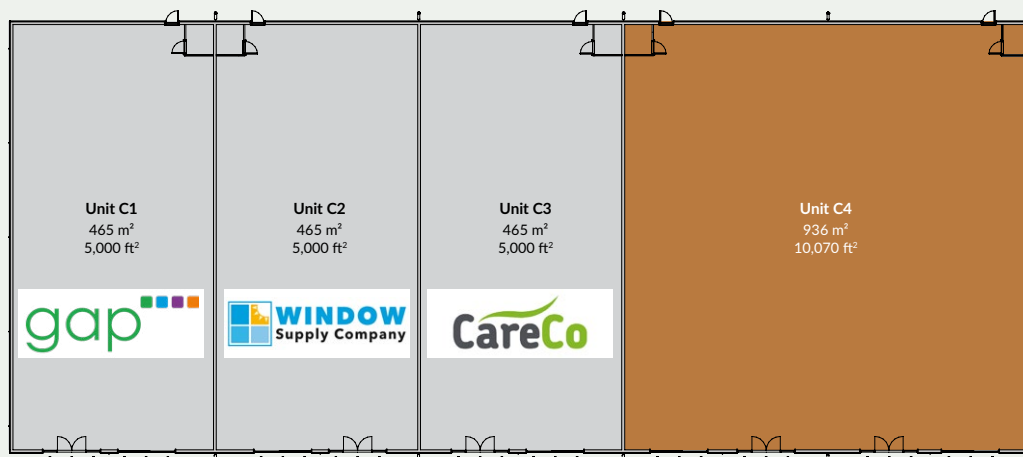 Unit C1
465 m²
5,000 ft²
gap
Unit C2
465 m²
5,000 ft²
WINDOW
Supply Company
Unit C3
465 m²
5,000 ft²
CareCo
Unit C4
936 m²
10,070 ft²